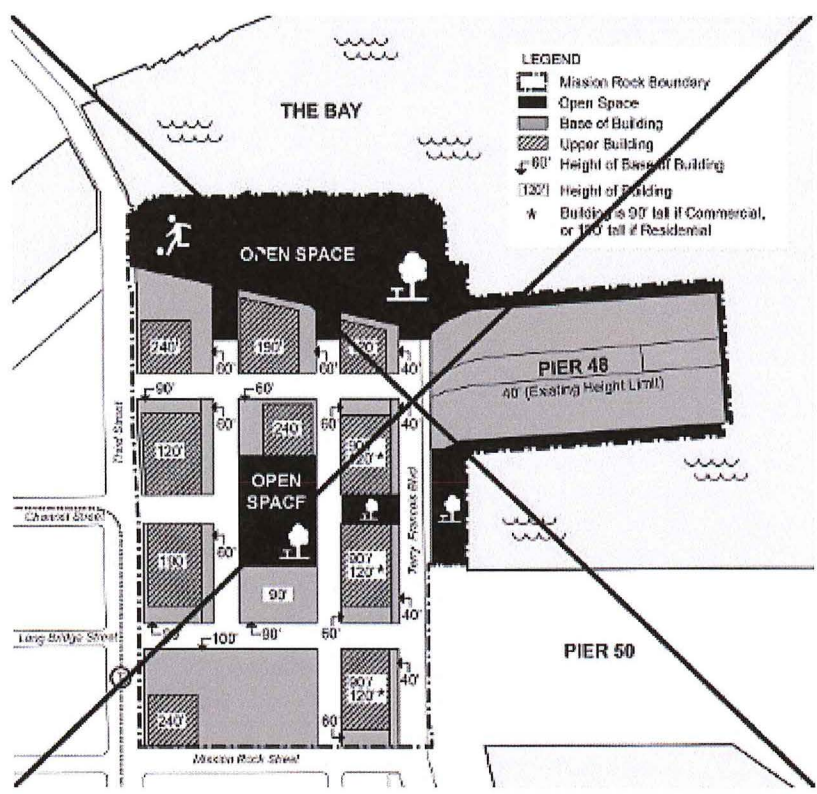 THE BAY
LEGEND
Mission Rock Boundary
Open Space
Base of Building
Upper Building
60' Height of Base of Building
120' Height of Building
* Building is 90' tall if Commercial,
or 120' tall if Residential
OPEN SPACE
240'
60'
190'
60'
120'
40'
PIER 48
40' (Existing Height Limit)
90'
60'
60'
60'
40'
120'
240'
90'/
120'*
Third Street
OPEN
SPACE
Terry Francois Blvd
Channel Street
190'
60'
90'/
120'*
90'
40'
Long Bridge Street
90'
100'
90'
60'
T
PIER 50
90'/
120'*
40'
240'
60'
Mission Rock Street